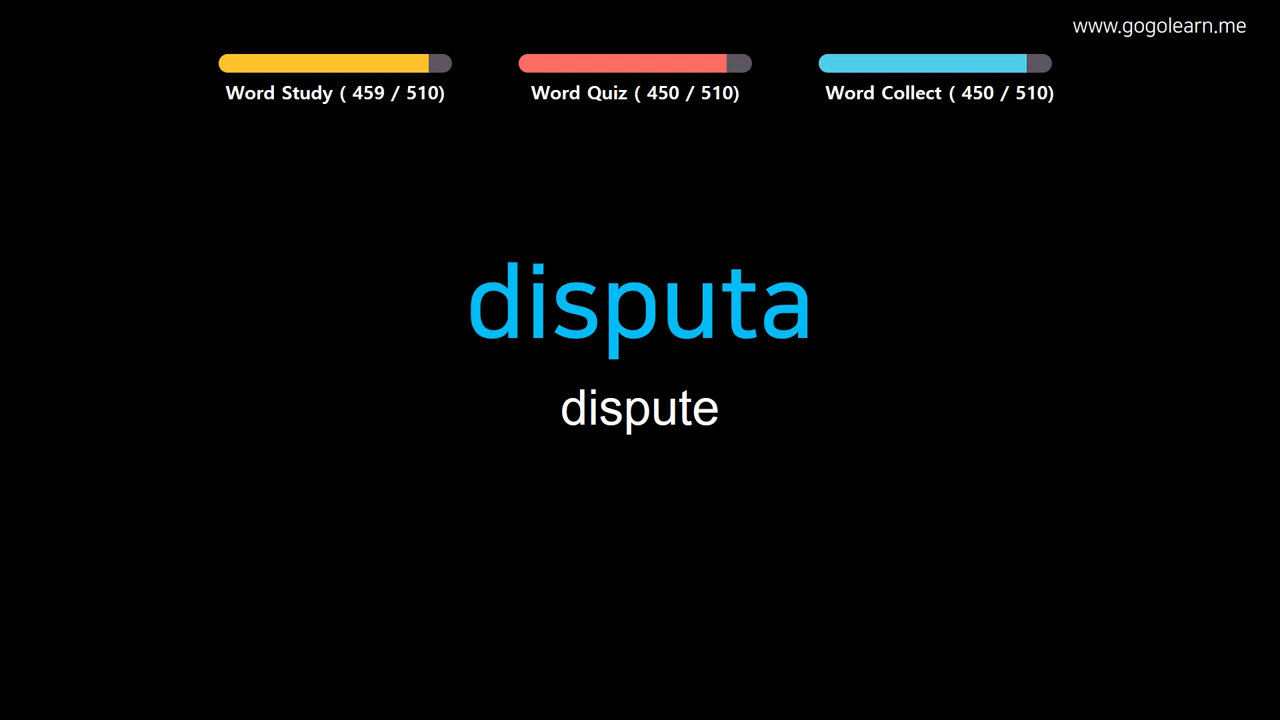 www.gogolearn.me
Word Study ( 459 / 510)
Word Quiz ( 450 / 510)
Word Collect ( 450 / 510)
disputa
dispute